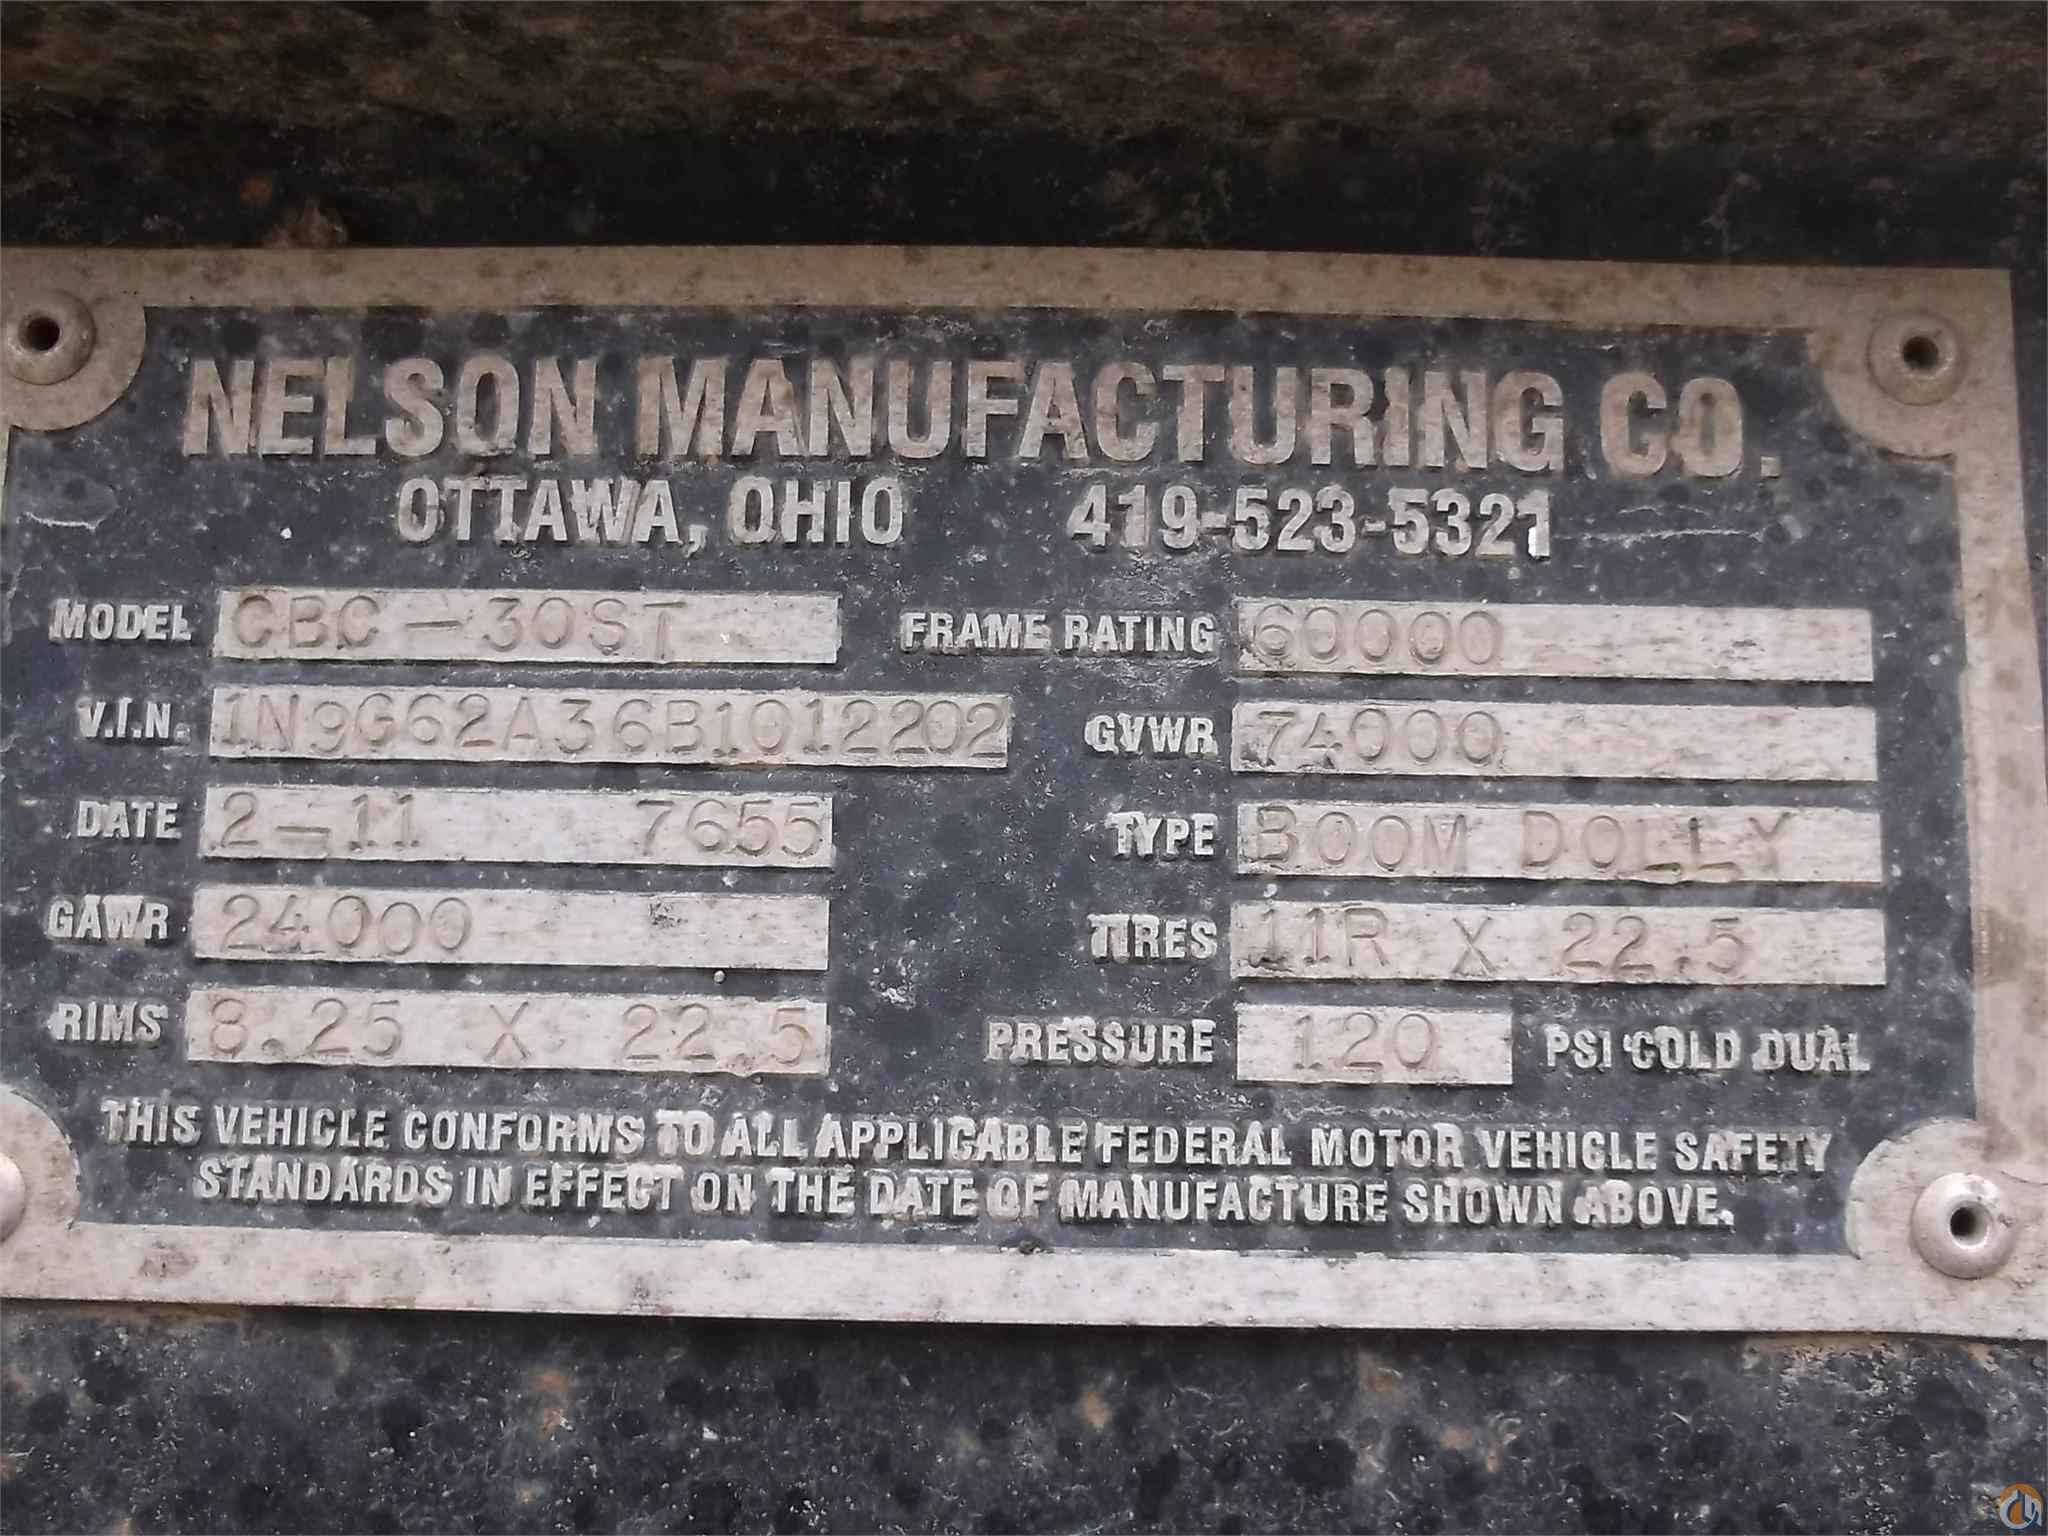 NELSON MANUFACTURING CO.
OTTAWA, OHIO 419-523-5321
MODEL CBC-30ST FRAME RATING 60000
V.I.N. 1N9G62A36B1012202 GVWR 74000
DATE 2-11 7655 TYPE BOOM DOLLY
GAWR 24000 TIRES 11R X 22.5
RIMS 8.25 X 22.5 PRESSURE 120 PSI COLD DUAL
THIS VEHICLE CONFORMS TO ALL APPLICABLE FEDERAL MOTOR VEHICLE SAFETY
STANDARDS IN EFFECT ON THE DATE OF MANUFACTURE SHOWN ABOVE.